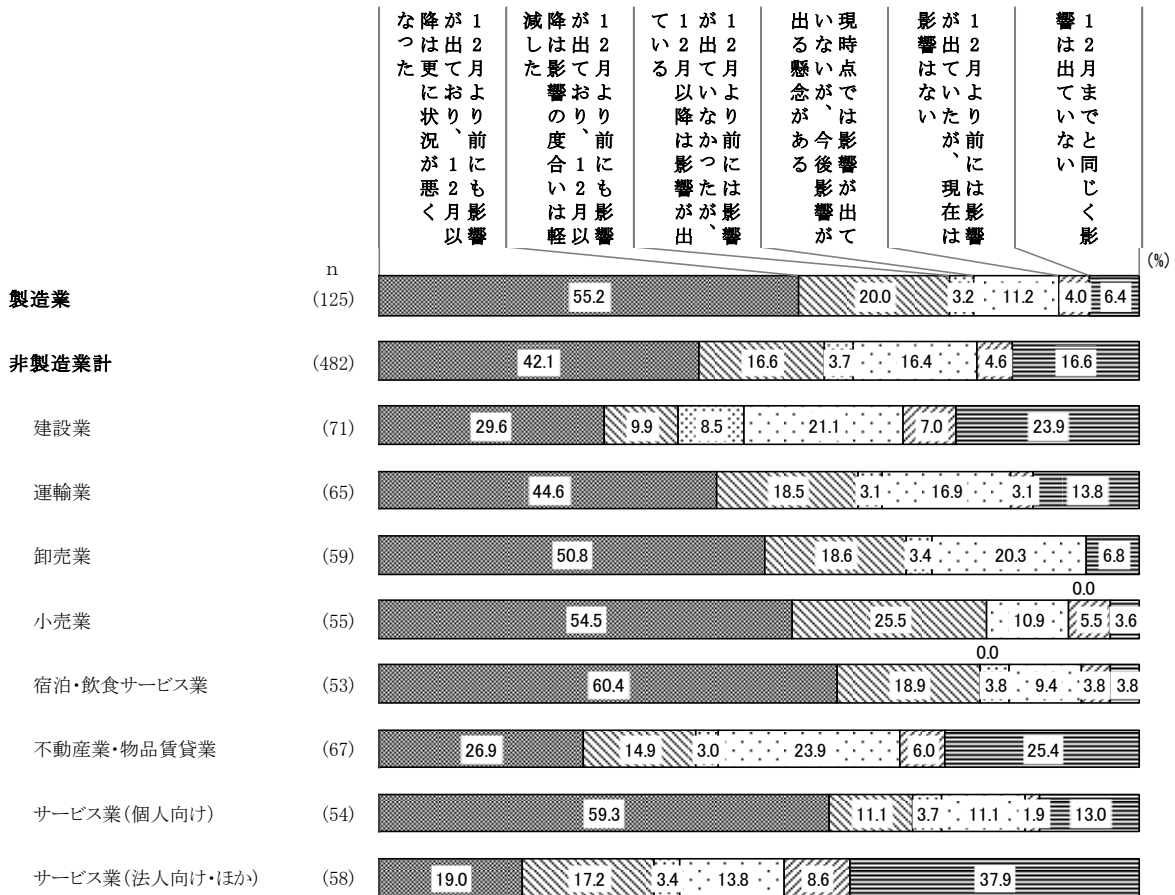 １２月より前にも影響
が出ており、１２月以
降は更に状況が悪く
なった
１２月より前にも影響
が出ており、１２月以
降は影響の度合いは軽
減した
１２月より前には影響
が出ていなかったが、
１２月以降は影響が出
ている
現時点では影響が出て
いないが、今後影響が
出る懸念がある
１２月より前には影響
が出ていたが、現在は
影響はない
１２月までと同じく影
響は出ていない
(%)
n
製造業 (125) 55.2 20.0 3.2 11.2 4.0 6.4
非製造業計 (482) 42.1 16.6 3.7 16.4 4.6 16.6
建設業 (71) 29.6 9.9 8.5 21.1 7.0 23.9
運輸業 (65) 44.6 18.5 3.1 16.9 3.1 13.8
卸売業 (59) 50.8 18.6 3.4 20.3 6.8
0.0
小売業 (55) 54.5 25.5 10.9 5.5 3.6
0.0
宿泊・飲食サービス業 (53) 60.4 18.9 3.8 9.4 3.8 3.8
不動産業・物品賃貸業 (67) 26.9 14.9 3.0 23.9 6.0 25.4
サービス業(個人向け) (54) 59.3 11.1 3.7 11.1 1.9 13.0
サービス業(法人向け・ほか) (58) 19.0 17.2 3.4 13.8 8.6 37.9